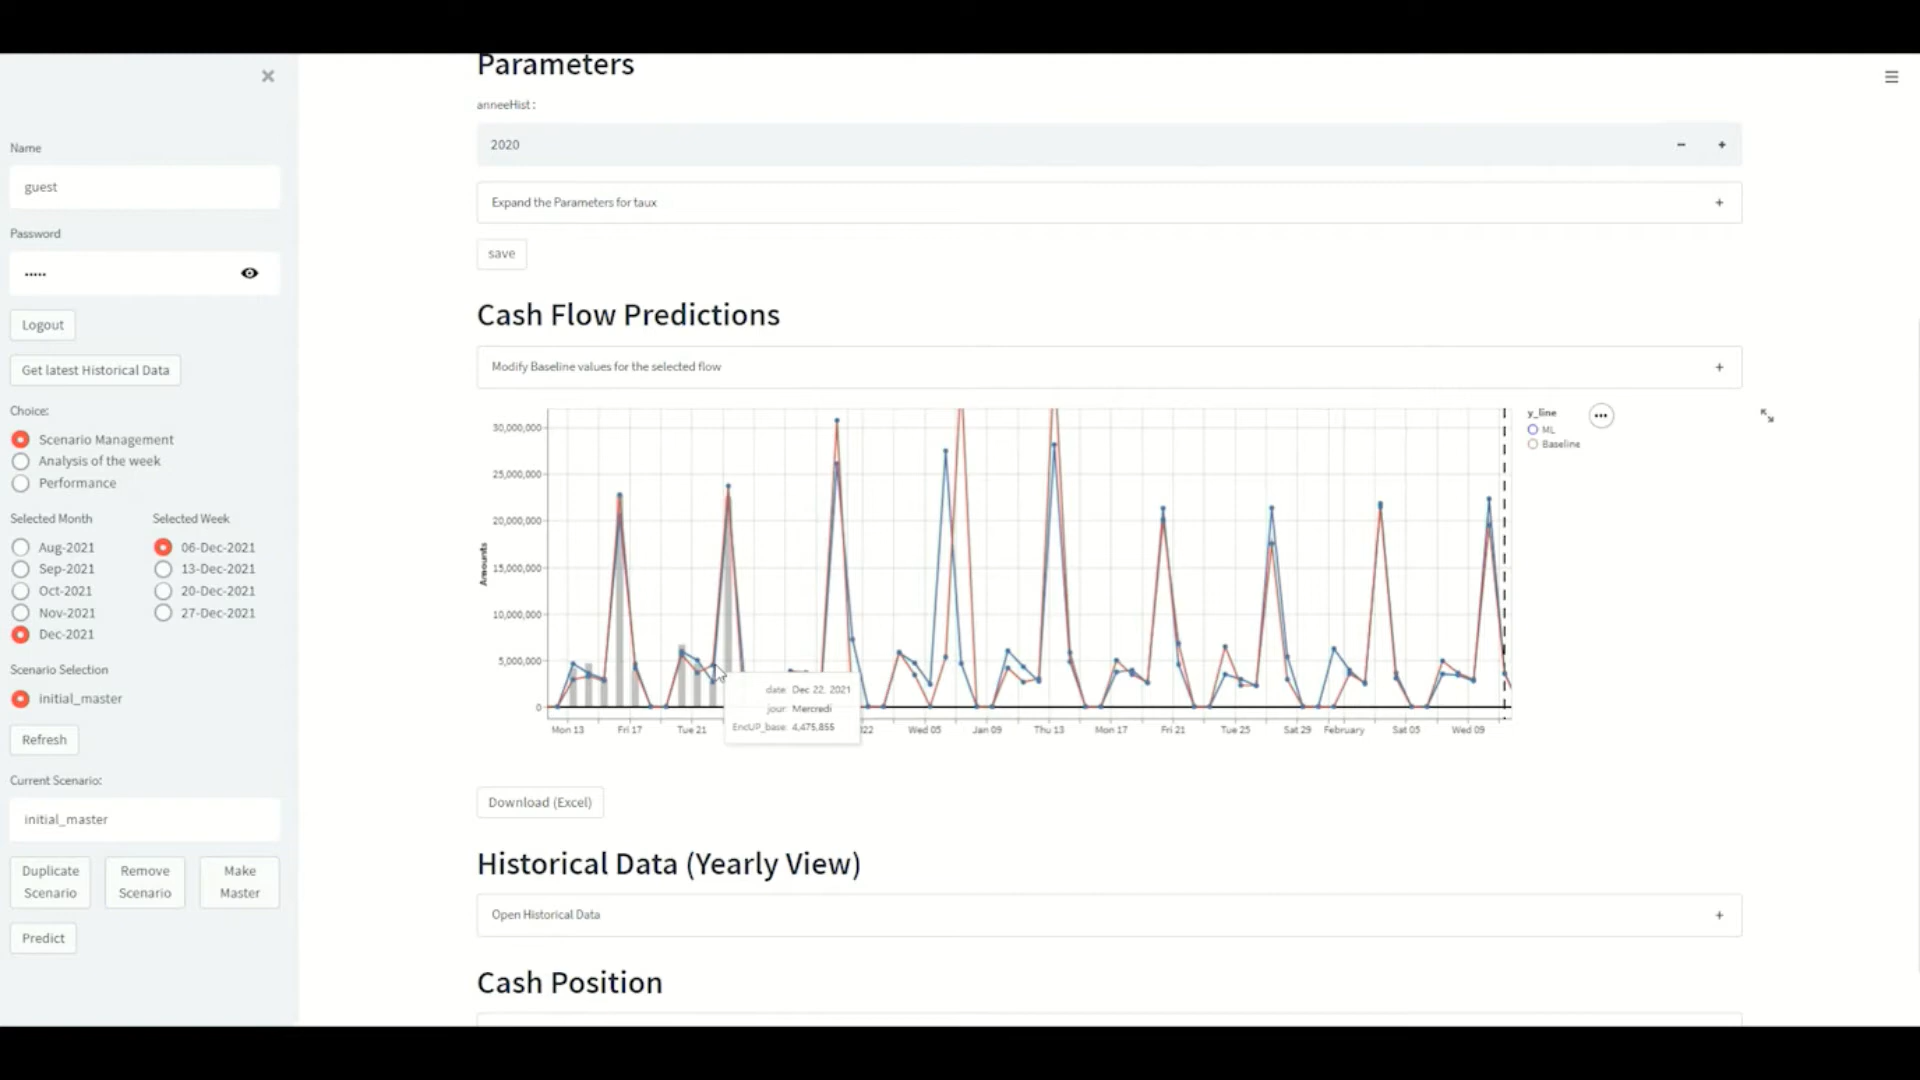 Parameters
anneeHist :
2020
Expand the Parameters for taux
save
Name
guest
Password
Logout
Get latest Historical Data
Choice:
Scenario Management
Analysis of the week
Performance
Selected Month
Selected Week
Aug-2021
06-Dec-2021
Sep-2021
13-Dec-2021
Oct-2021
20-Dec-2021
Nov-2021
27-Dec-2021
Dec-2021
Scenario Selection
initial_master
Refresh
Current Scenario:
initial_master
Duplicate Scenario
Remove Scenario
Make Master
Predict
Cash Flow Predictions
Modify Baseline values for the selected flow
30,000,000
25,000,000
20,000,000
15,000,000
10,000,000
5,000,000
0
Amounts
y_line
ML
Baseline
date: Dec 22, 2021
jour: Mercredi
EncUP_base: 4,475,855
Mon 13
Fri 17
Tue 21
22
Wed 05
Jan 09
Thu 13
Mon 17
Fri 21
Tue 25
Sat 29
February
Sat 05
Wed 09
Download (Excel)
Historical Data (Yearly View)
Open Historical Data
Cash Position